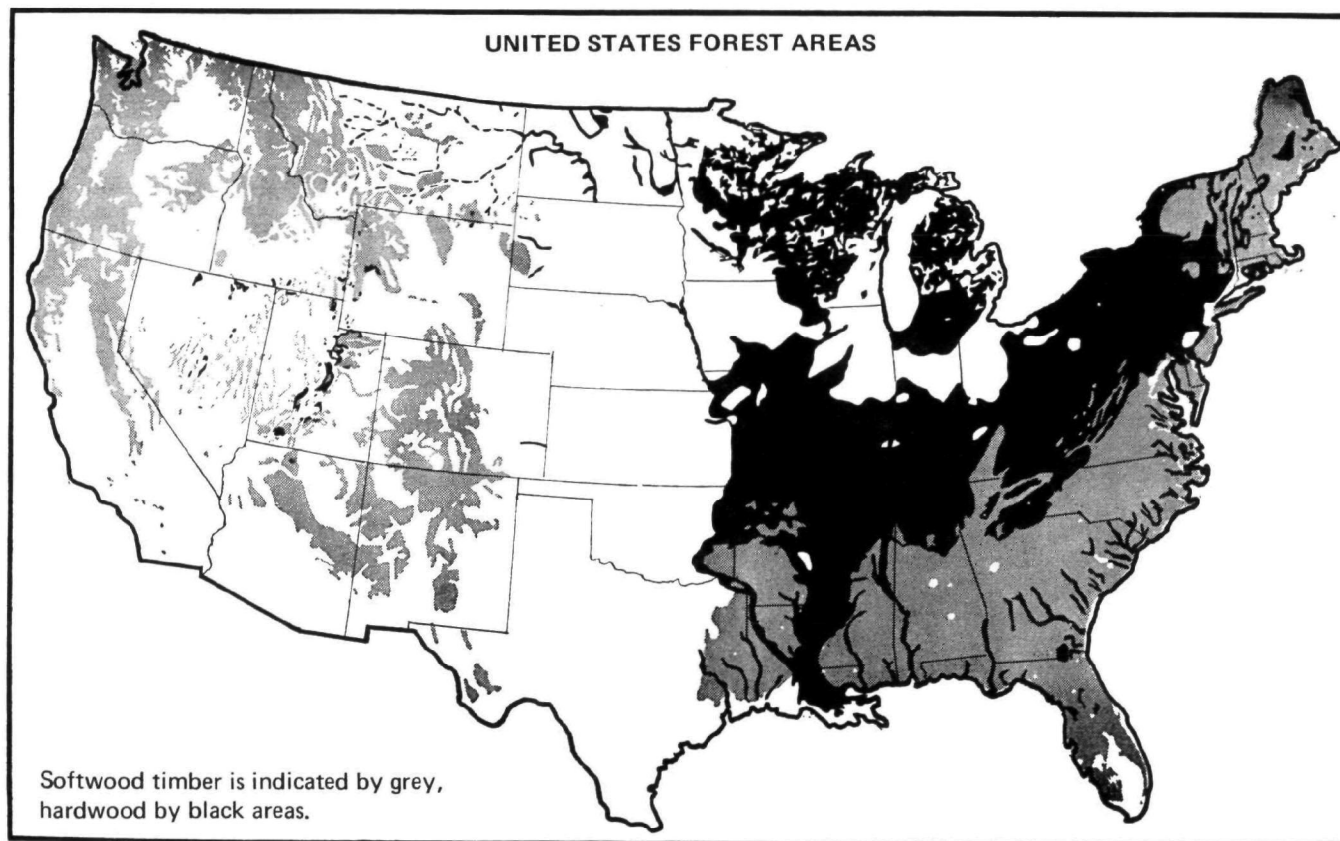 UNITED STATES FOREST AREAS
Softwood timber is indicated by grey,
hardwood by black areas.